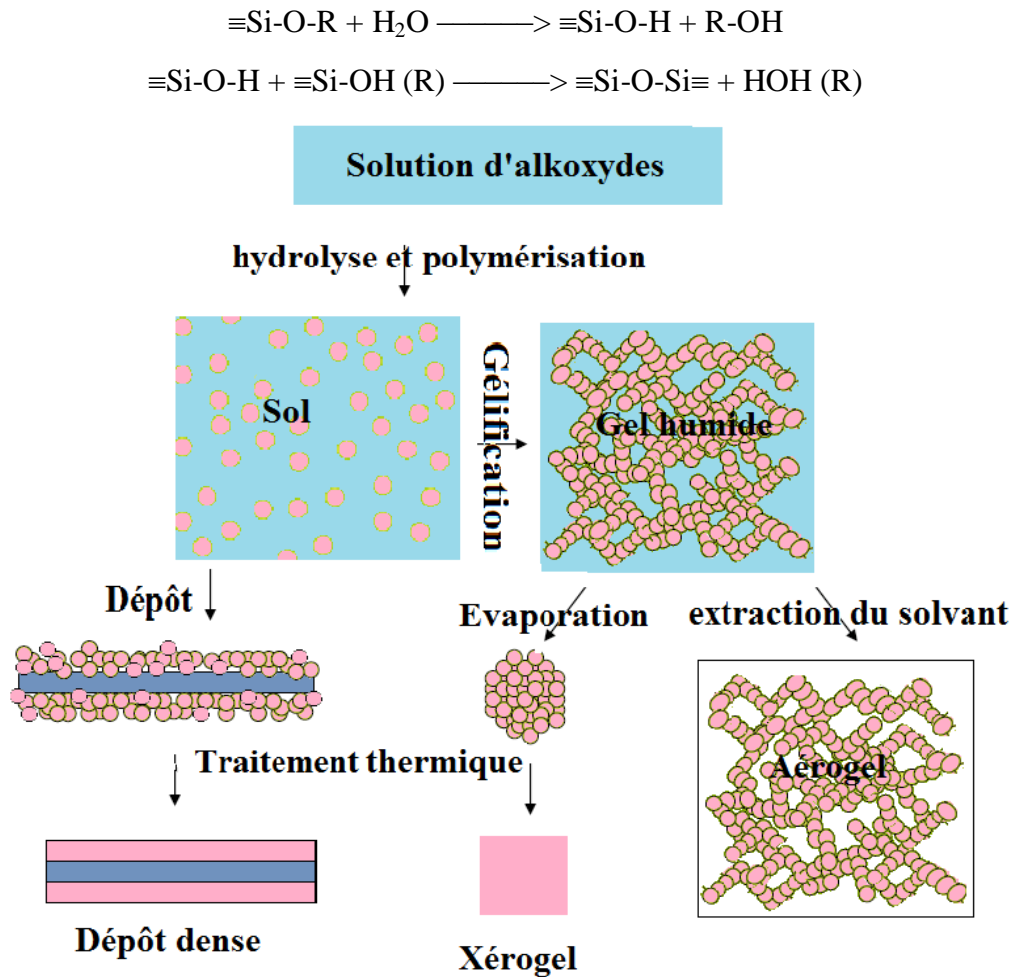 ≡Si-O-R + H₂O ———> ≡Si-O-H + R-OH
≡Si-O-H + ≡Si-OH (R) ———> ≡Si-O-Si≡ + HOH (R)
Solution d'alkoxydes
hydrolyse et polymérisation
Sol
Gélification
Gel humide
Dépôt
Evaporation
extraction du solvant
Traitement thermique
Aérogel
Dépôt dense
Xérogel